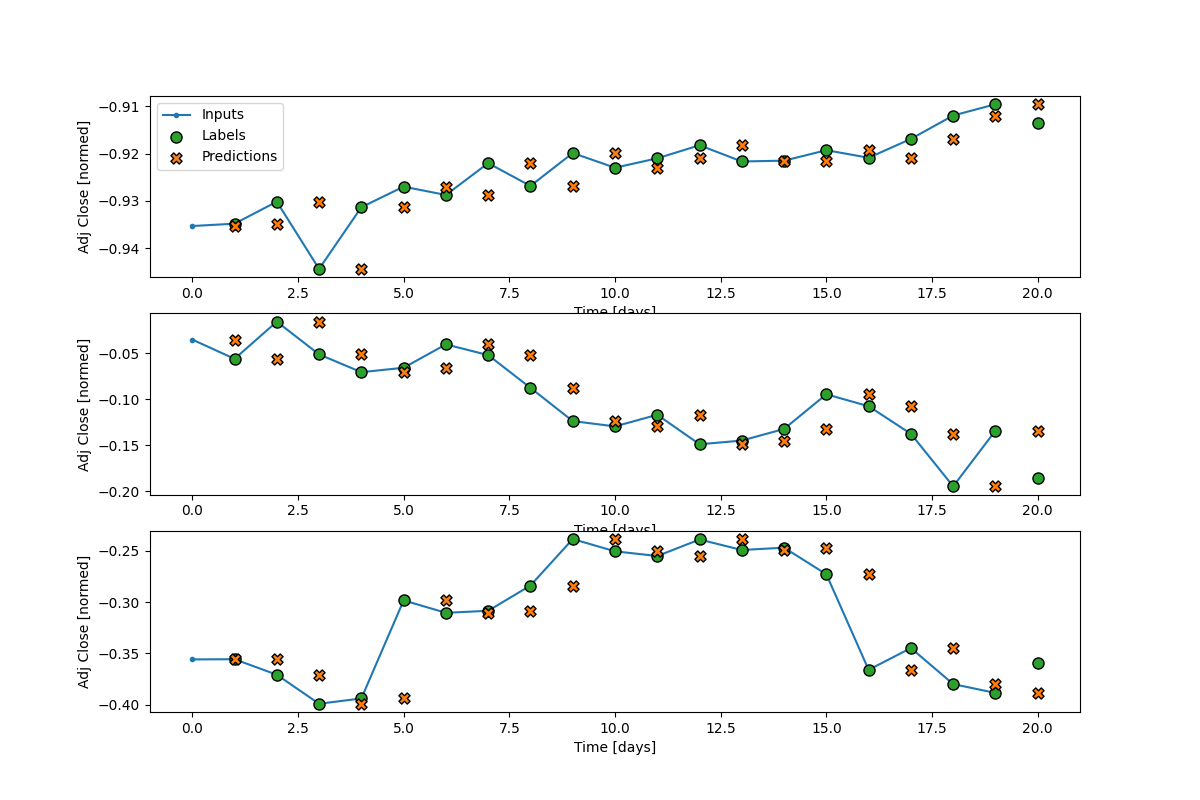 Adj Close [normed]
−0.91
−0.92
−0.93
−0.94
Inputs
Labels
Predictions
0.0 2.5 5.0 7.5 10.0 12.5 15.0 17.5 20.0
Time [days]
Adj Close [normed]
−0.05
−0.10
−0.15
−0.20
0.0 2.5 5.0 7.5 10.0 12.5 15.0 17.5 20.0
Time [days]
Adj Close [normed]
−0.25
−0.30
−0.35
−0.40
0.0 2.5 5.0 7.5 10.0 12.5 15.0 17.5 20.0
Time [days]